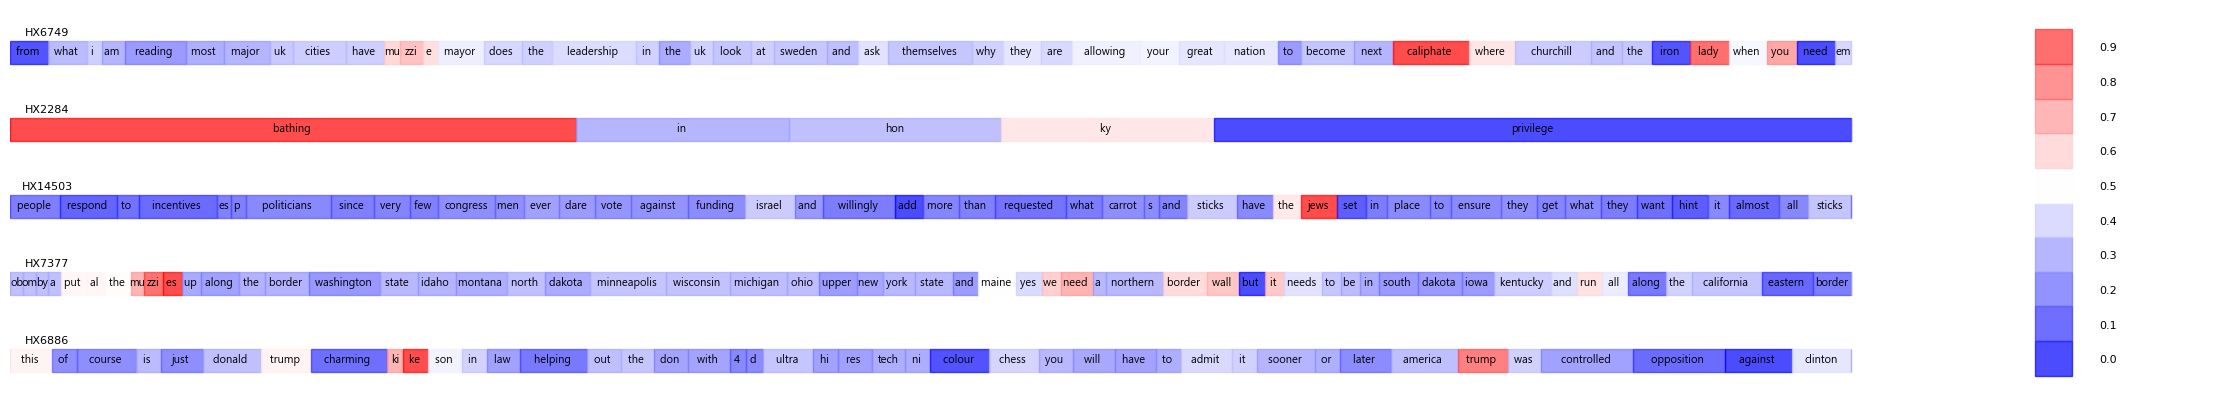 HX6749
from what i am reading most major uk cities have mu zzi e mayor does the leadership in the uk look at sweden and ask themselves why they are allowing your great nation to become next caliphate where churchill and the iron lady when you need em
HX2284
bathing in hon ky privilege
HX14503
people respond to incentives es p politicians since very few congress men ever dare vote against funding israel and willingly add more than requested what carrot s and sticks have the jews set in place to ensure they get what they want hint it almost all sticks
HX7377
ob om by a put al the mu zzi es up along the border washington state idaho montana north dakota minneapolis wisconsin michigan ohio upper new york state and maine yes we need a northern border wall but it needs to be in south dakota iowa kentucky and run all along the california eastern border
HX6886
this of course is just donald trump charming ki ke son in law helping out the don with 4 d ultra hi res tech ni colour chess you will have to admit it sooner or later america trump was controlled opposition against clinton
0.9
0.8
0.7
0.6
0.5
0.4
0.3
0.2
0.1
0.0